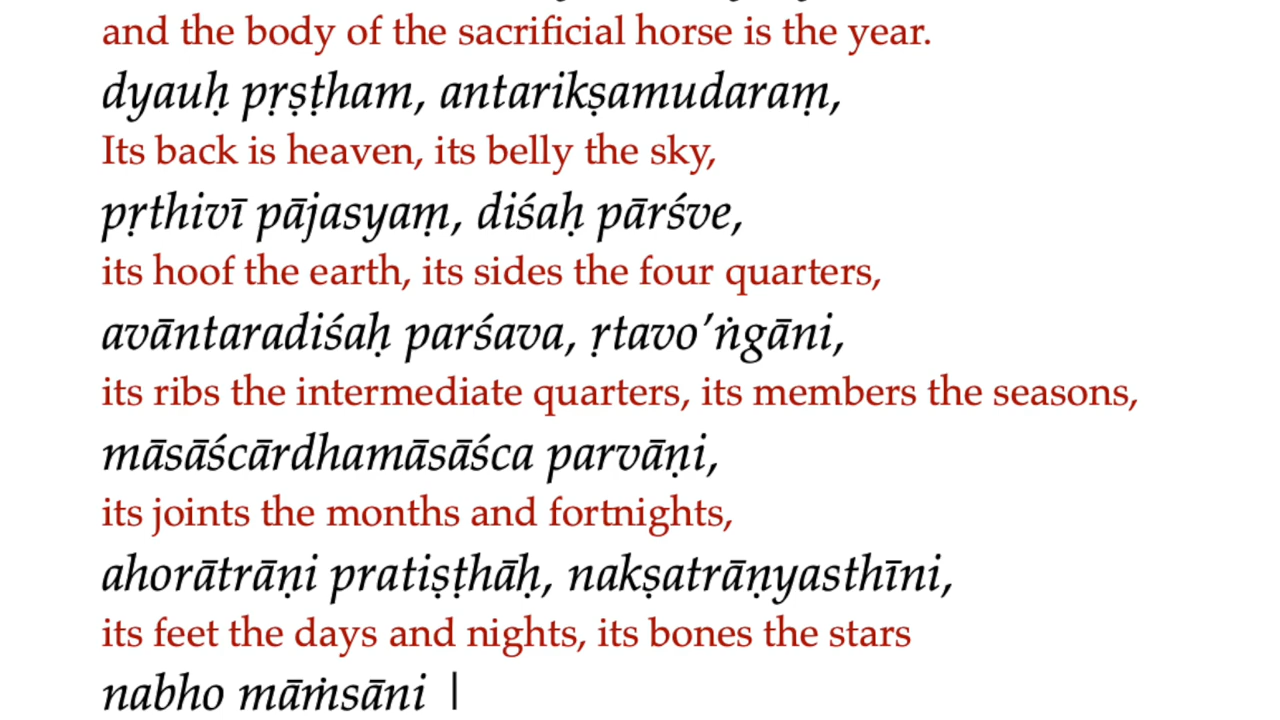 and the body of the sacrificial horse is the year.
dyauḥ pṛṣṭham, antarikṣamudaraṃ,
Its back is heaven, its belly the sky,
pṛthivī pājasyaṃ, diśaḥ pārśve,
its hoof the earth, its sides the four quarters,
avāntaradiśaḥ parśava, ṛtavo’ṅgāni,
its ribs the intermediate quarters, its members the seasons,
māsāścārdhamāsāśca parvāṇi,
its joints the months and fortnights,
ahorātrāṇi pratiṣṭhāḥ, nakṣatrāṇyasthīni,
its feet the days and nights, its bones the stars
nabho māṁsāni |